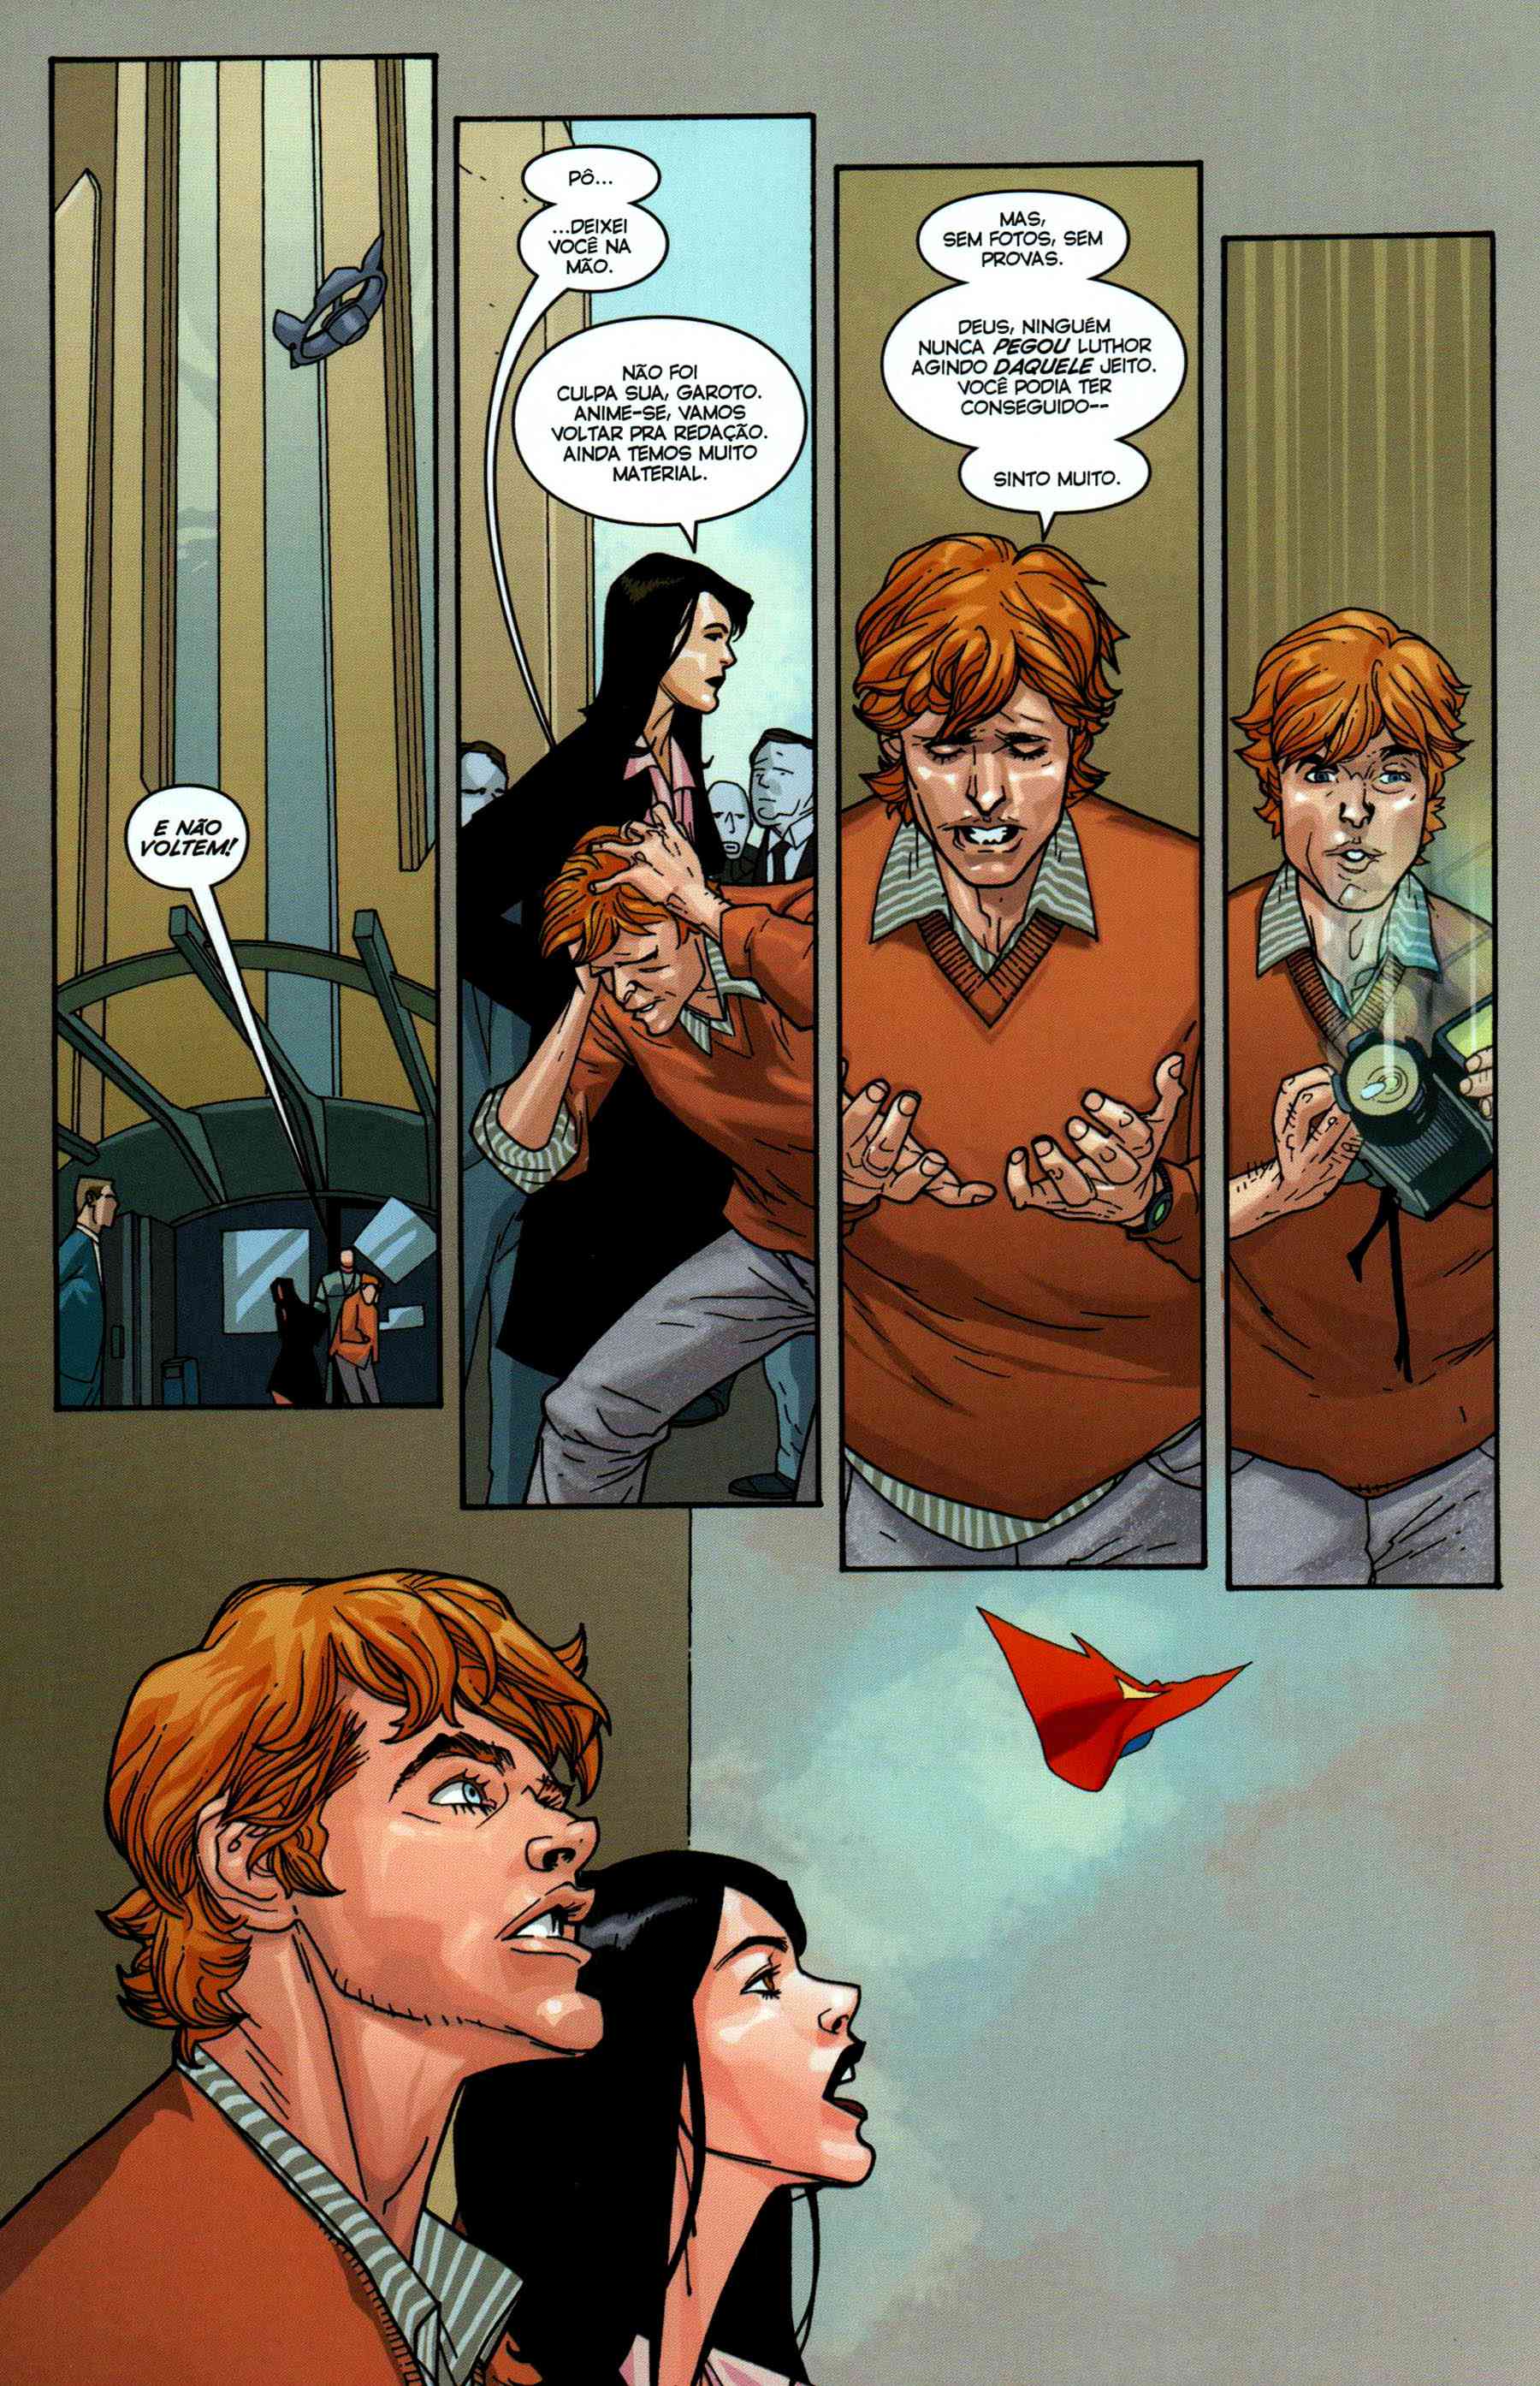 E NÃO
VOLTEM!
PÔ...
...DEIXEI
VOCÊ NA
MÃO.
NÃO FOI
CULPA SUA, GAROTO.
ANIME-SE, VAMOS
VOLTAR PRA REDAÇÃO.
AINDA TEMOS MUITO
MATERIAL.
MAS,
SEM FOTOS, SEM
PROVAS.
DEUS, NINGUÉM
NUNCA PEGOU LUTHOR
AGINDO DAQUELE JEITO.
VOCÊ PODIA TER
CONSEGUIDO--
SINTO MUITO.